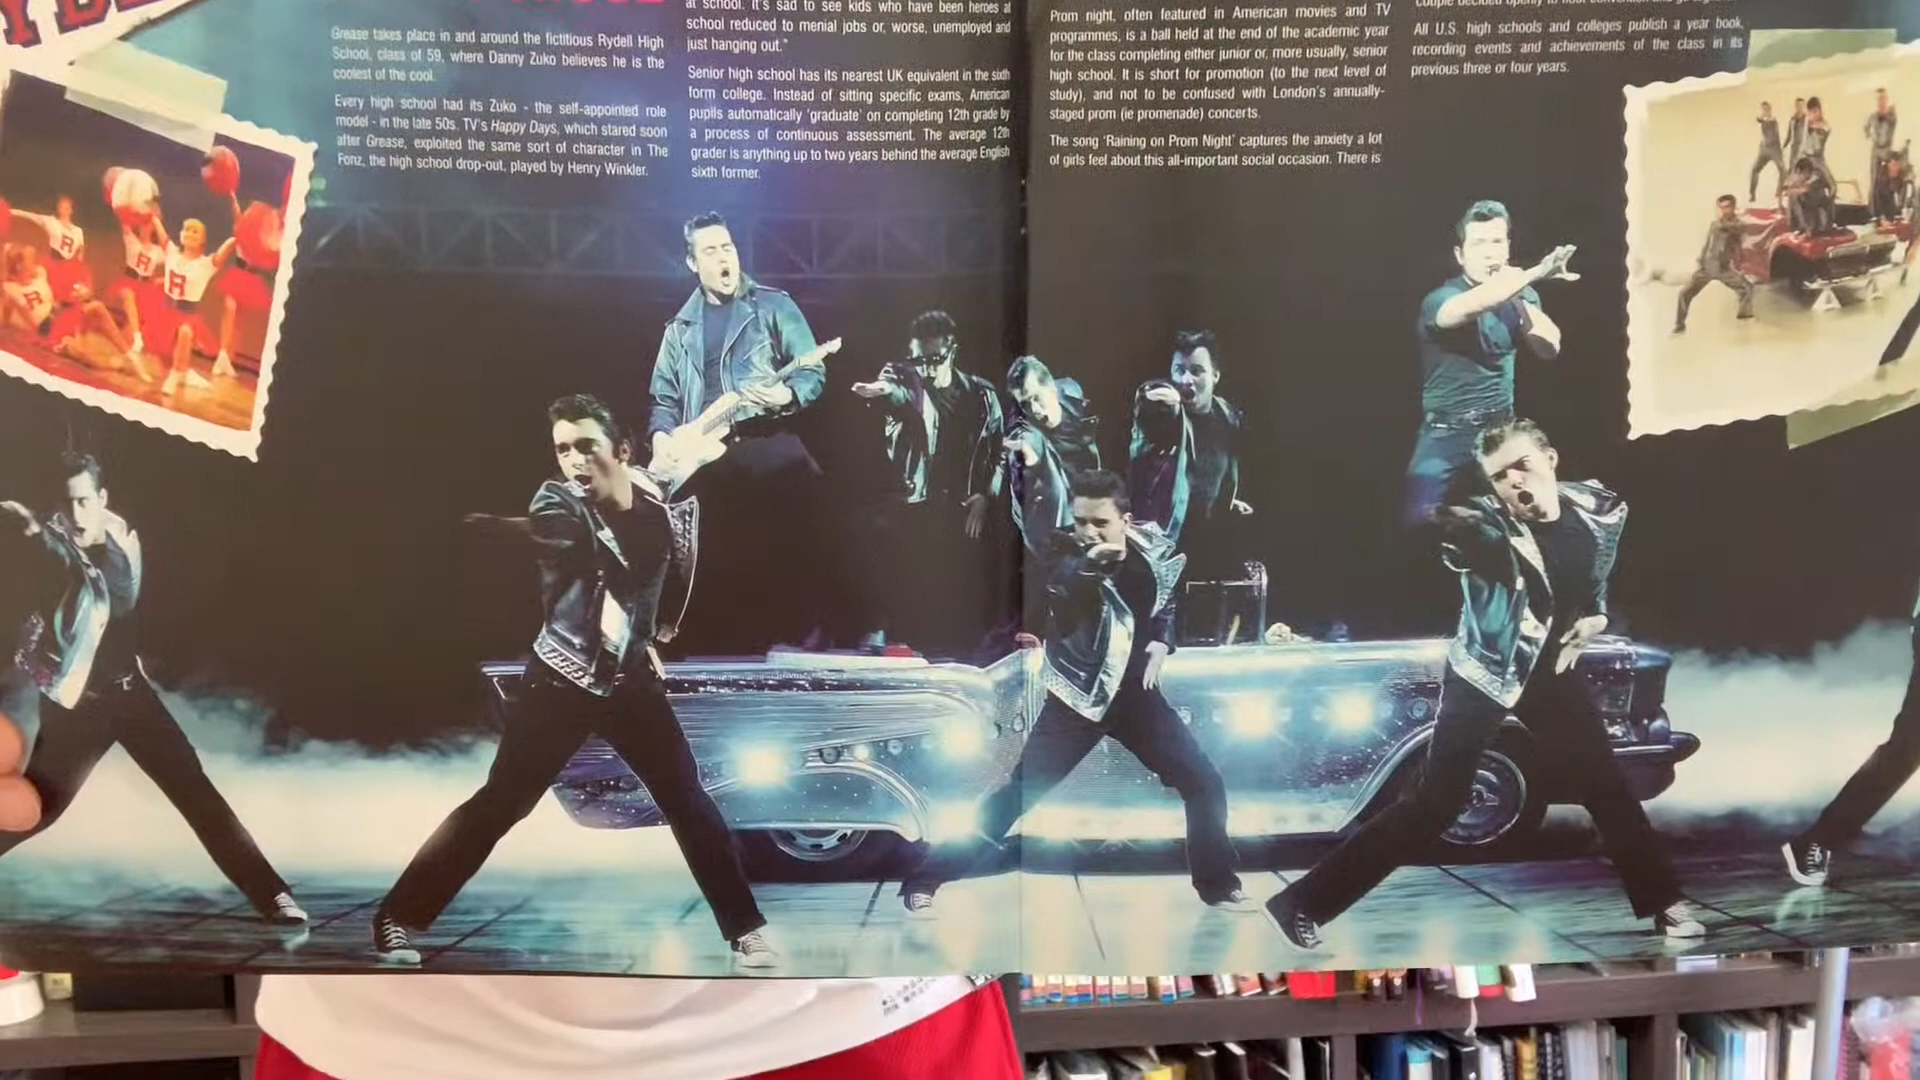 Grease takes place in and around the fictitious Rydell High
School, class of 59, where Danny Zuko believes he is the
coolest of the cool.
Every high school had its Zuko - the self-appointed role
model - in the late 50s. TV's Happy Days, which stared soon
after Grease, exploited the same sort of character in The
Fonz, the high school drop-out, played by Henry Winkler.
at school. It's sad to see kids who have been heroes at
school reduced to menial jobs or, worse, unemployed and
just hanging out."
Senior high school has its nearest UK equivalent in the sixth
form college. Instead of sitting specific exams, American
pupils automatically 'graduate' on completing 12th grade by
a process of continuous assessment. The average 12th
grader is anything up to two years behind the average English
sixth former.
Prom night, often featured in American movies and TV
programmes, is a ball held at the end of the academic year
for the class completing either junior or, more usually, senior
high school. It is short for promotion (to the next level of
study), and not to be confused with London's annually-
staged prom (ie promenade) concerts.
The song 'Raining on Prom Night' captures the anxiety a lot
of girls feel about this all-important social occasion. There is
All U.S. high schools and colleges publish a year book,
recording events and achievements of the class in its
previous three or four years.
R
R
R
R